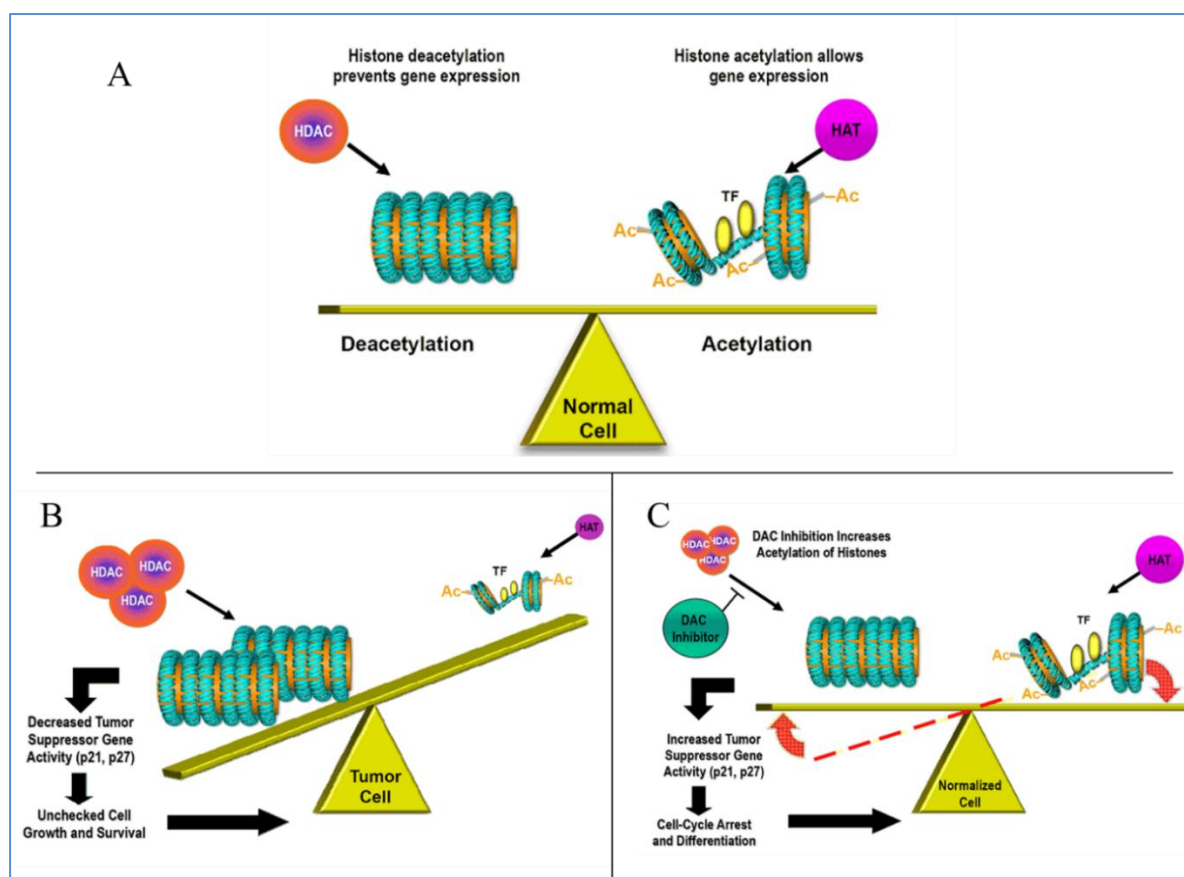 A
Histone deacetylation
prevents gene expression
Histone acetylation allows
gene expression
HDAC
HAT
TF
Ac
–Ac
Ac
Ac
Deacetylation
Acetylation
Normal
Cell
B
HDAC
HDAC
HDAC
HAT
TF
Ac
–Ac
Decreased Tumor
Suppressor Gene
Activity (p21, p27)
Unchecked Cell
Growth and Survival
Tumor
Cell
C
HDAC
HDAC
HDAC
DAC Inhibition Increases
Acetylation of Histones
HAT
DAC
Inhibitor
TF
Ac
–Ac
Ac
Ac
Increased Tumor
Suppressor Gene
Activity (p21, p27)
Cell-Cycle Arrest
and Differentiation
Normalized
Cell